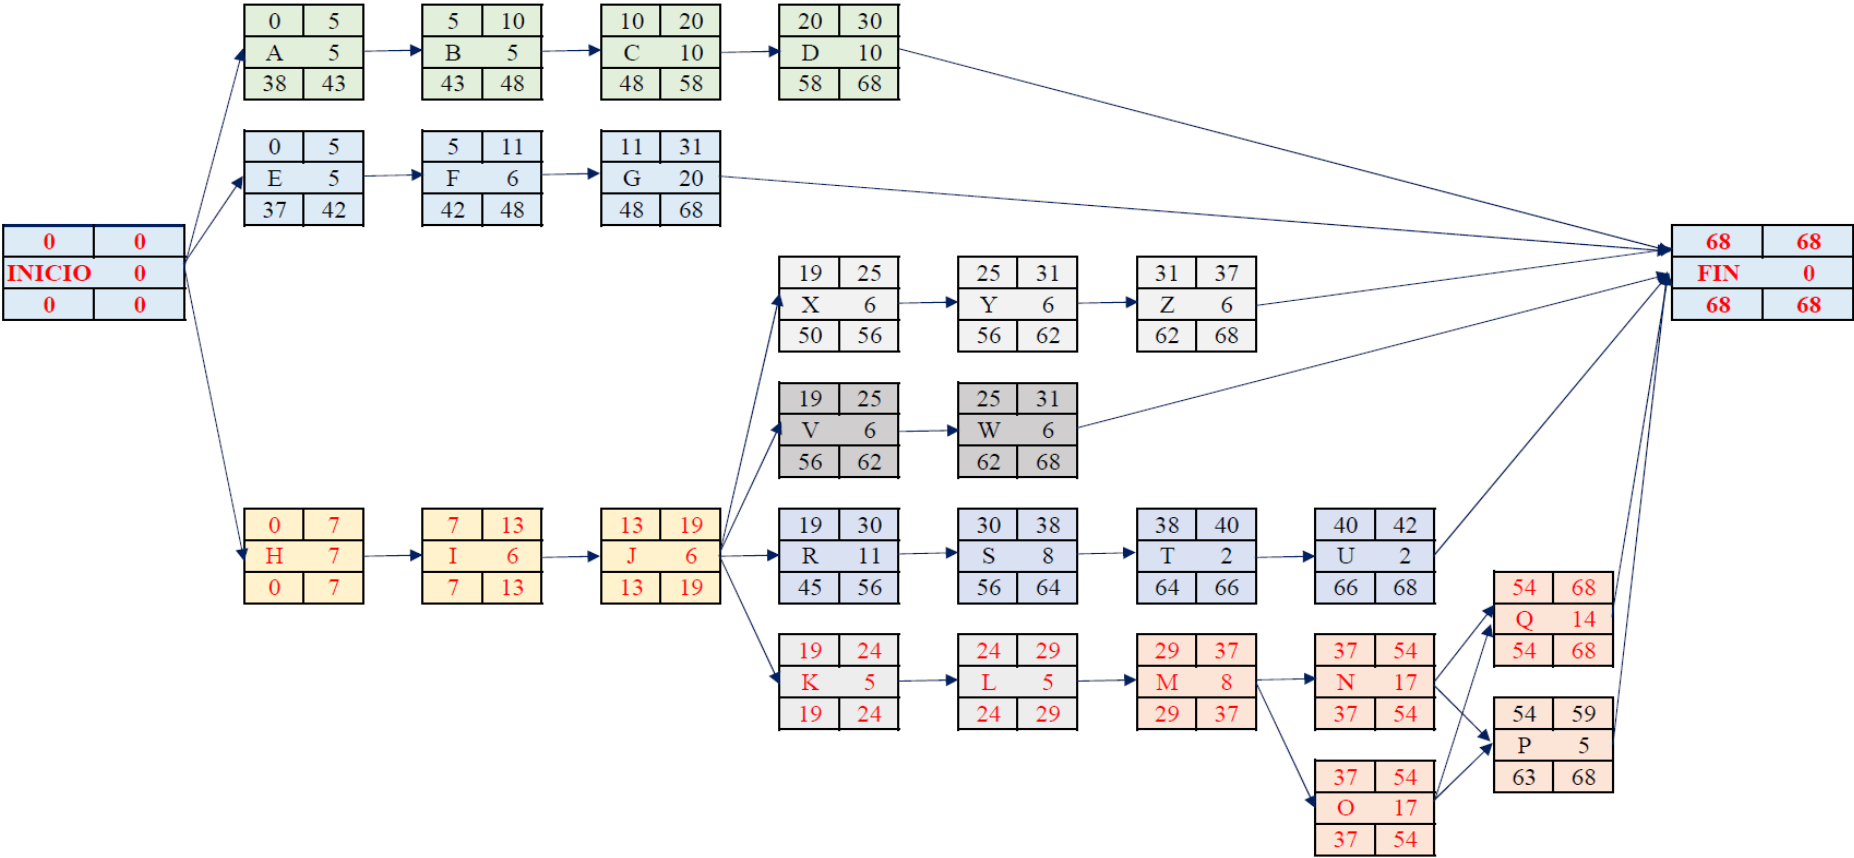 0 5
A 5
38 43
5 10
B 5
43 48
10 20
C 10
48 58
20 30
D 10
58 68
0 5
E 5
37 42
5 11
F 6
42 48
11 31
G 20
48 68
0 0
INICIO 0
0 0
68 68
FIN 0
68 68
19 25
X 6
50 56
25 31
Y 6
56 62
31 37
Z 6
62 68
19 25
V 6
56 62
25 31
W 6
62 68
0 7
H 7
0 7
7 13
I 6
7 13
13 19
J 6
13 19
19 30
R 11
45 56
30 38
S 8
56 64
38 40
T 2
64 66
40 42
U 2
66 68
54 68
Q 14
54 68
19 24
K 5
19 24
24 29
L 5
24 29
29 37
M 8
29 37
37 54
N 17
37 54
54 59
P 5
63 68
37 54
O 17
37 54